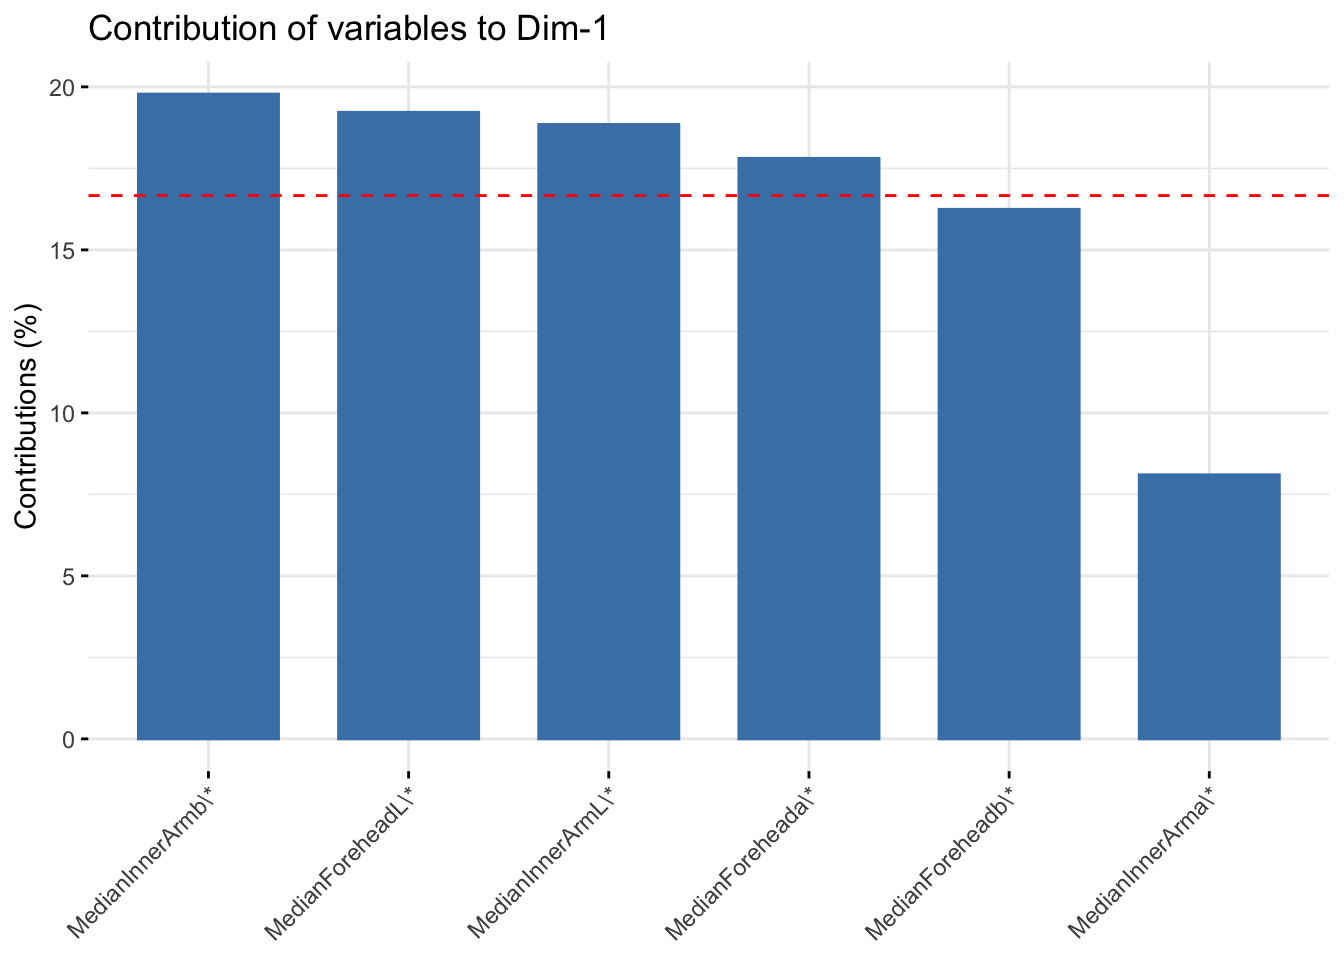 Contribution of variables to Dim-1
Contributions (%)
20
15
10
5
0
MedianInnerArmb\*
MedianForeheadL\*
MedianInnerArmL\*
MedianForeheada\*
MedianForeheadb\*
MedianInnerArma\*